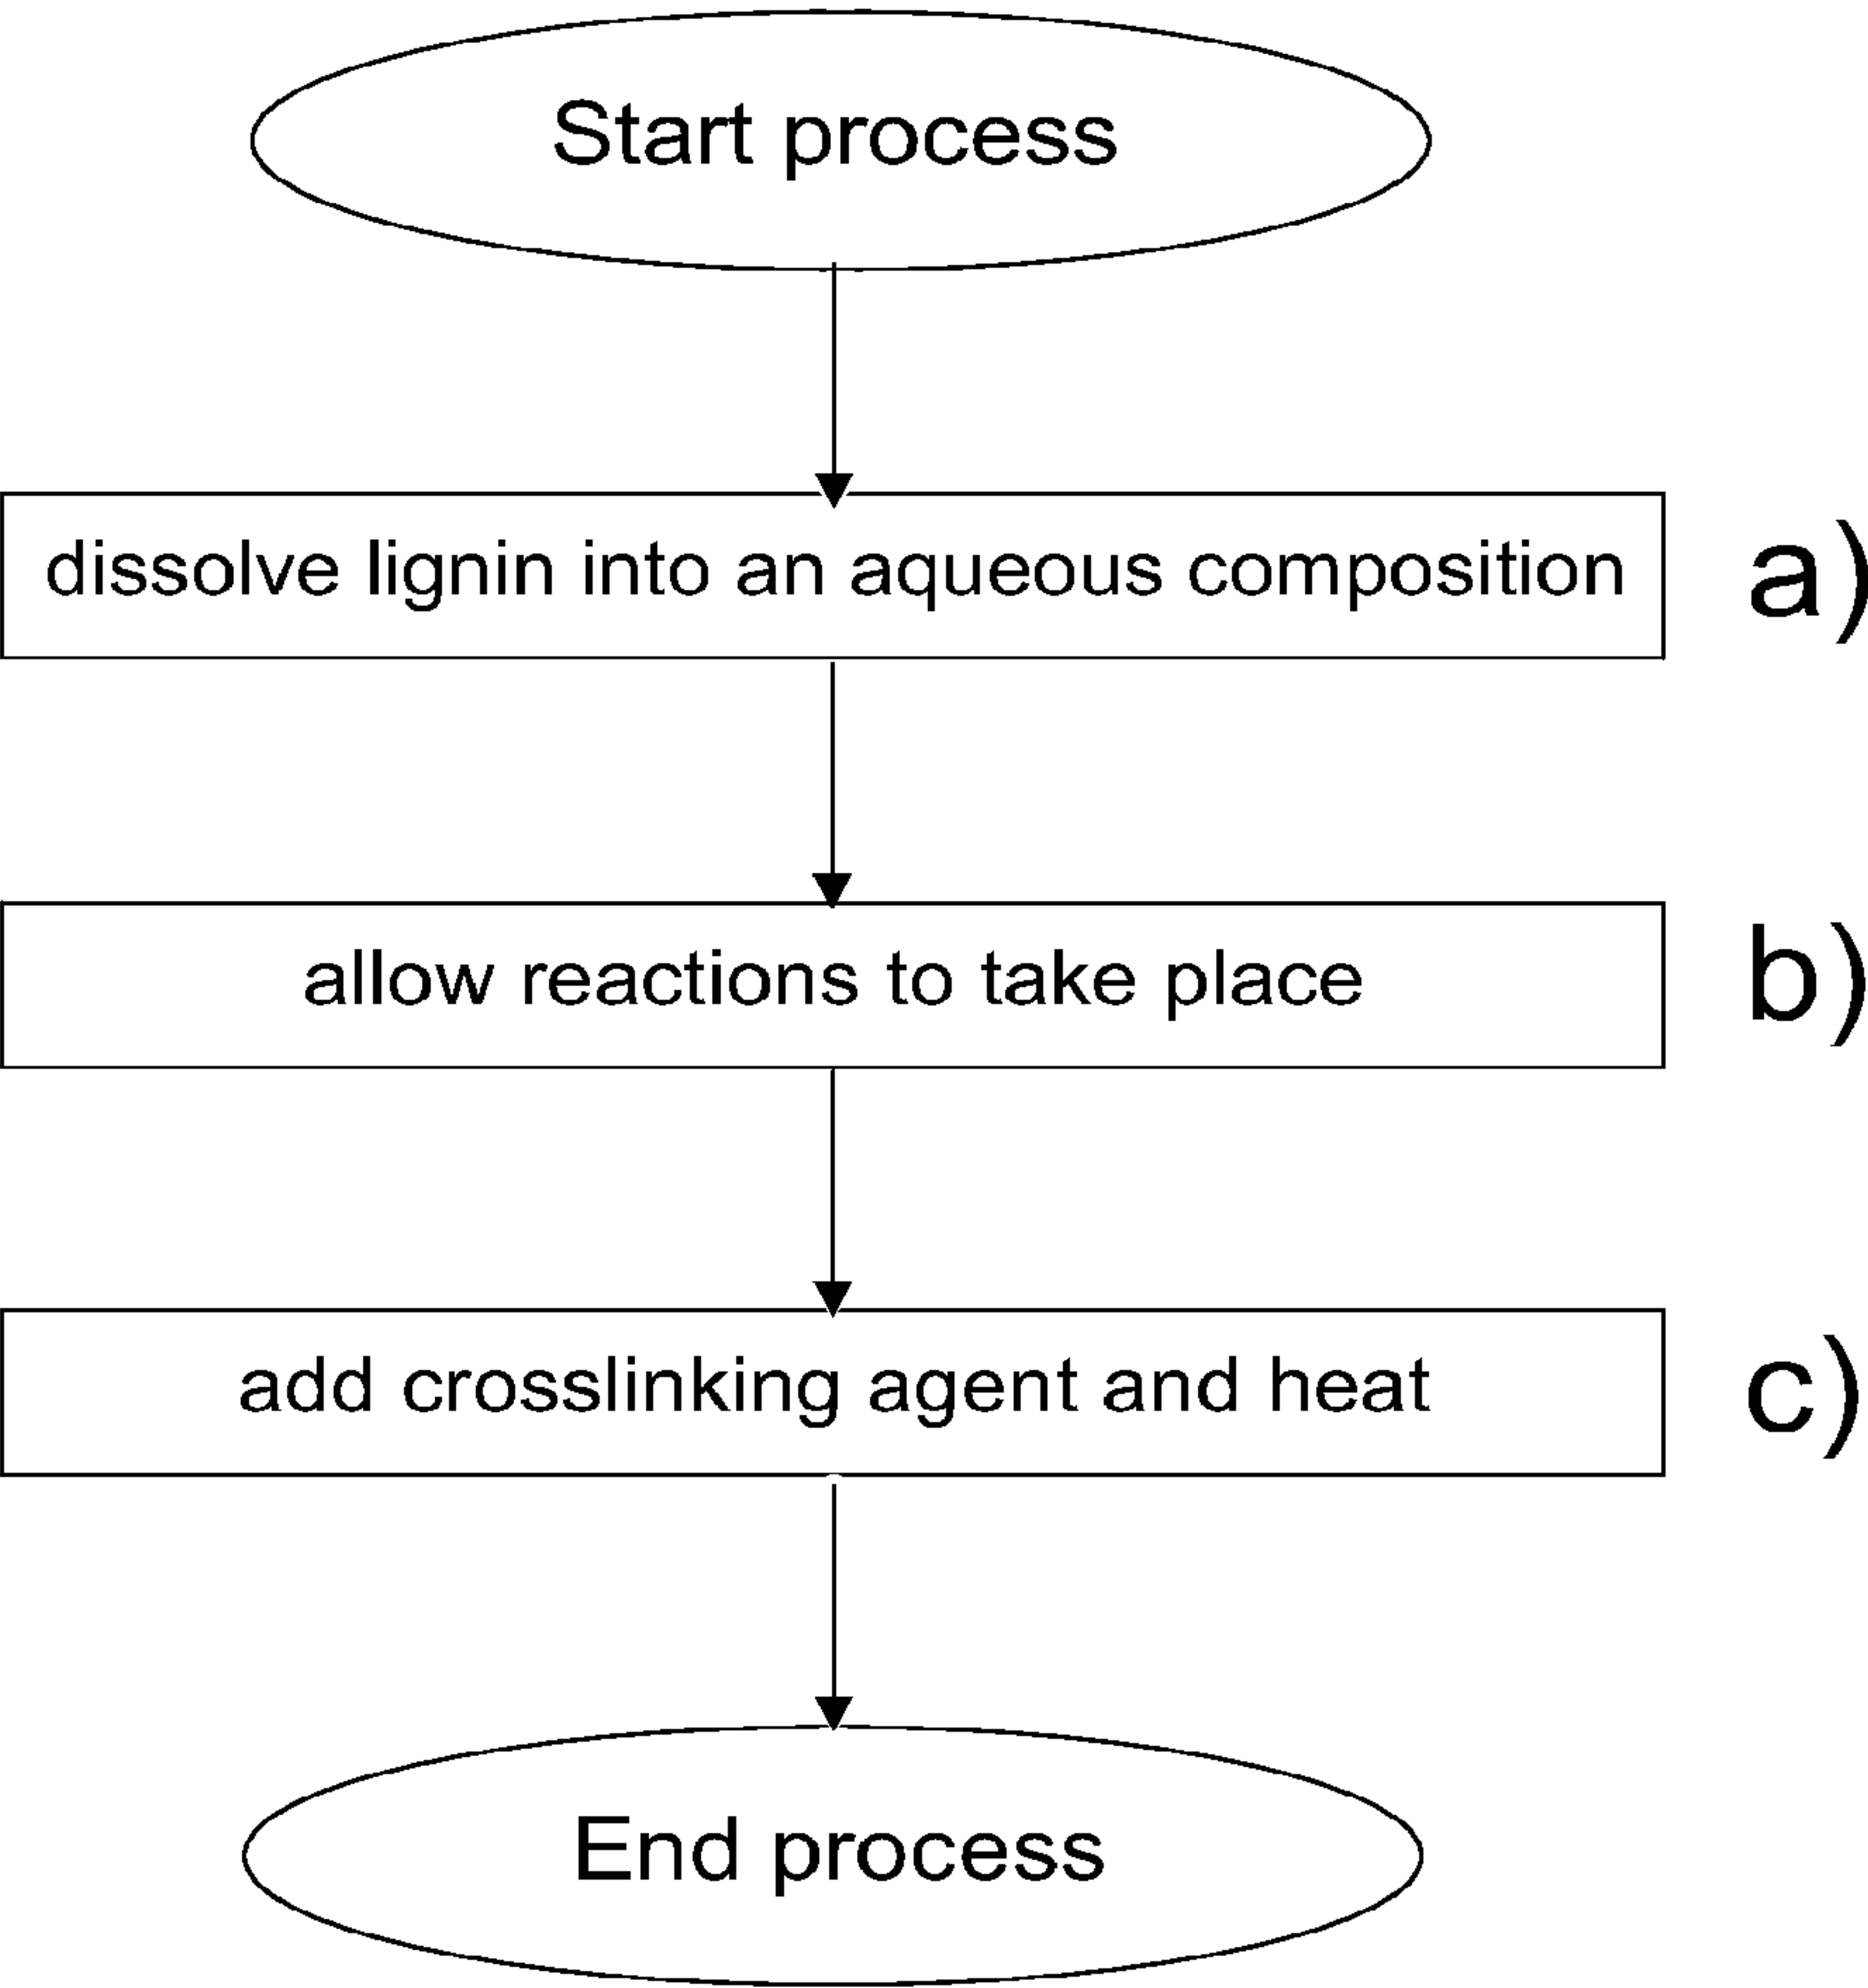 Start process
dissolve lignin into an aqueous composition a)
allow reactions to take place b)
add crosslinking agent and heat c)
End process